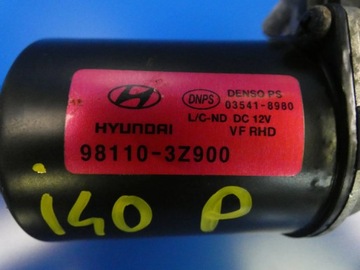 DNPS
DENSO PS
03541-8980
L/C-ND DC 12V
HYUNDAI
VF RHD
98110-3Z900
i40 P